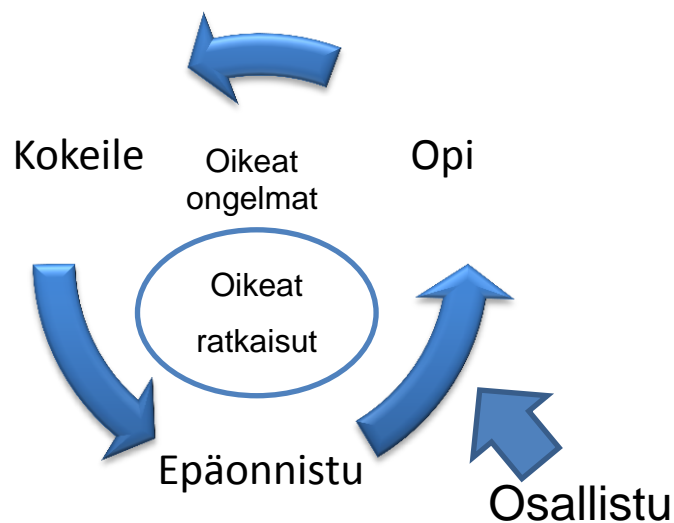 Kokeile
Oikeat
ongelmat
Opi
Oikeat
ratkaisut
Epäonnistu
Osallistu